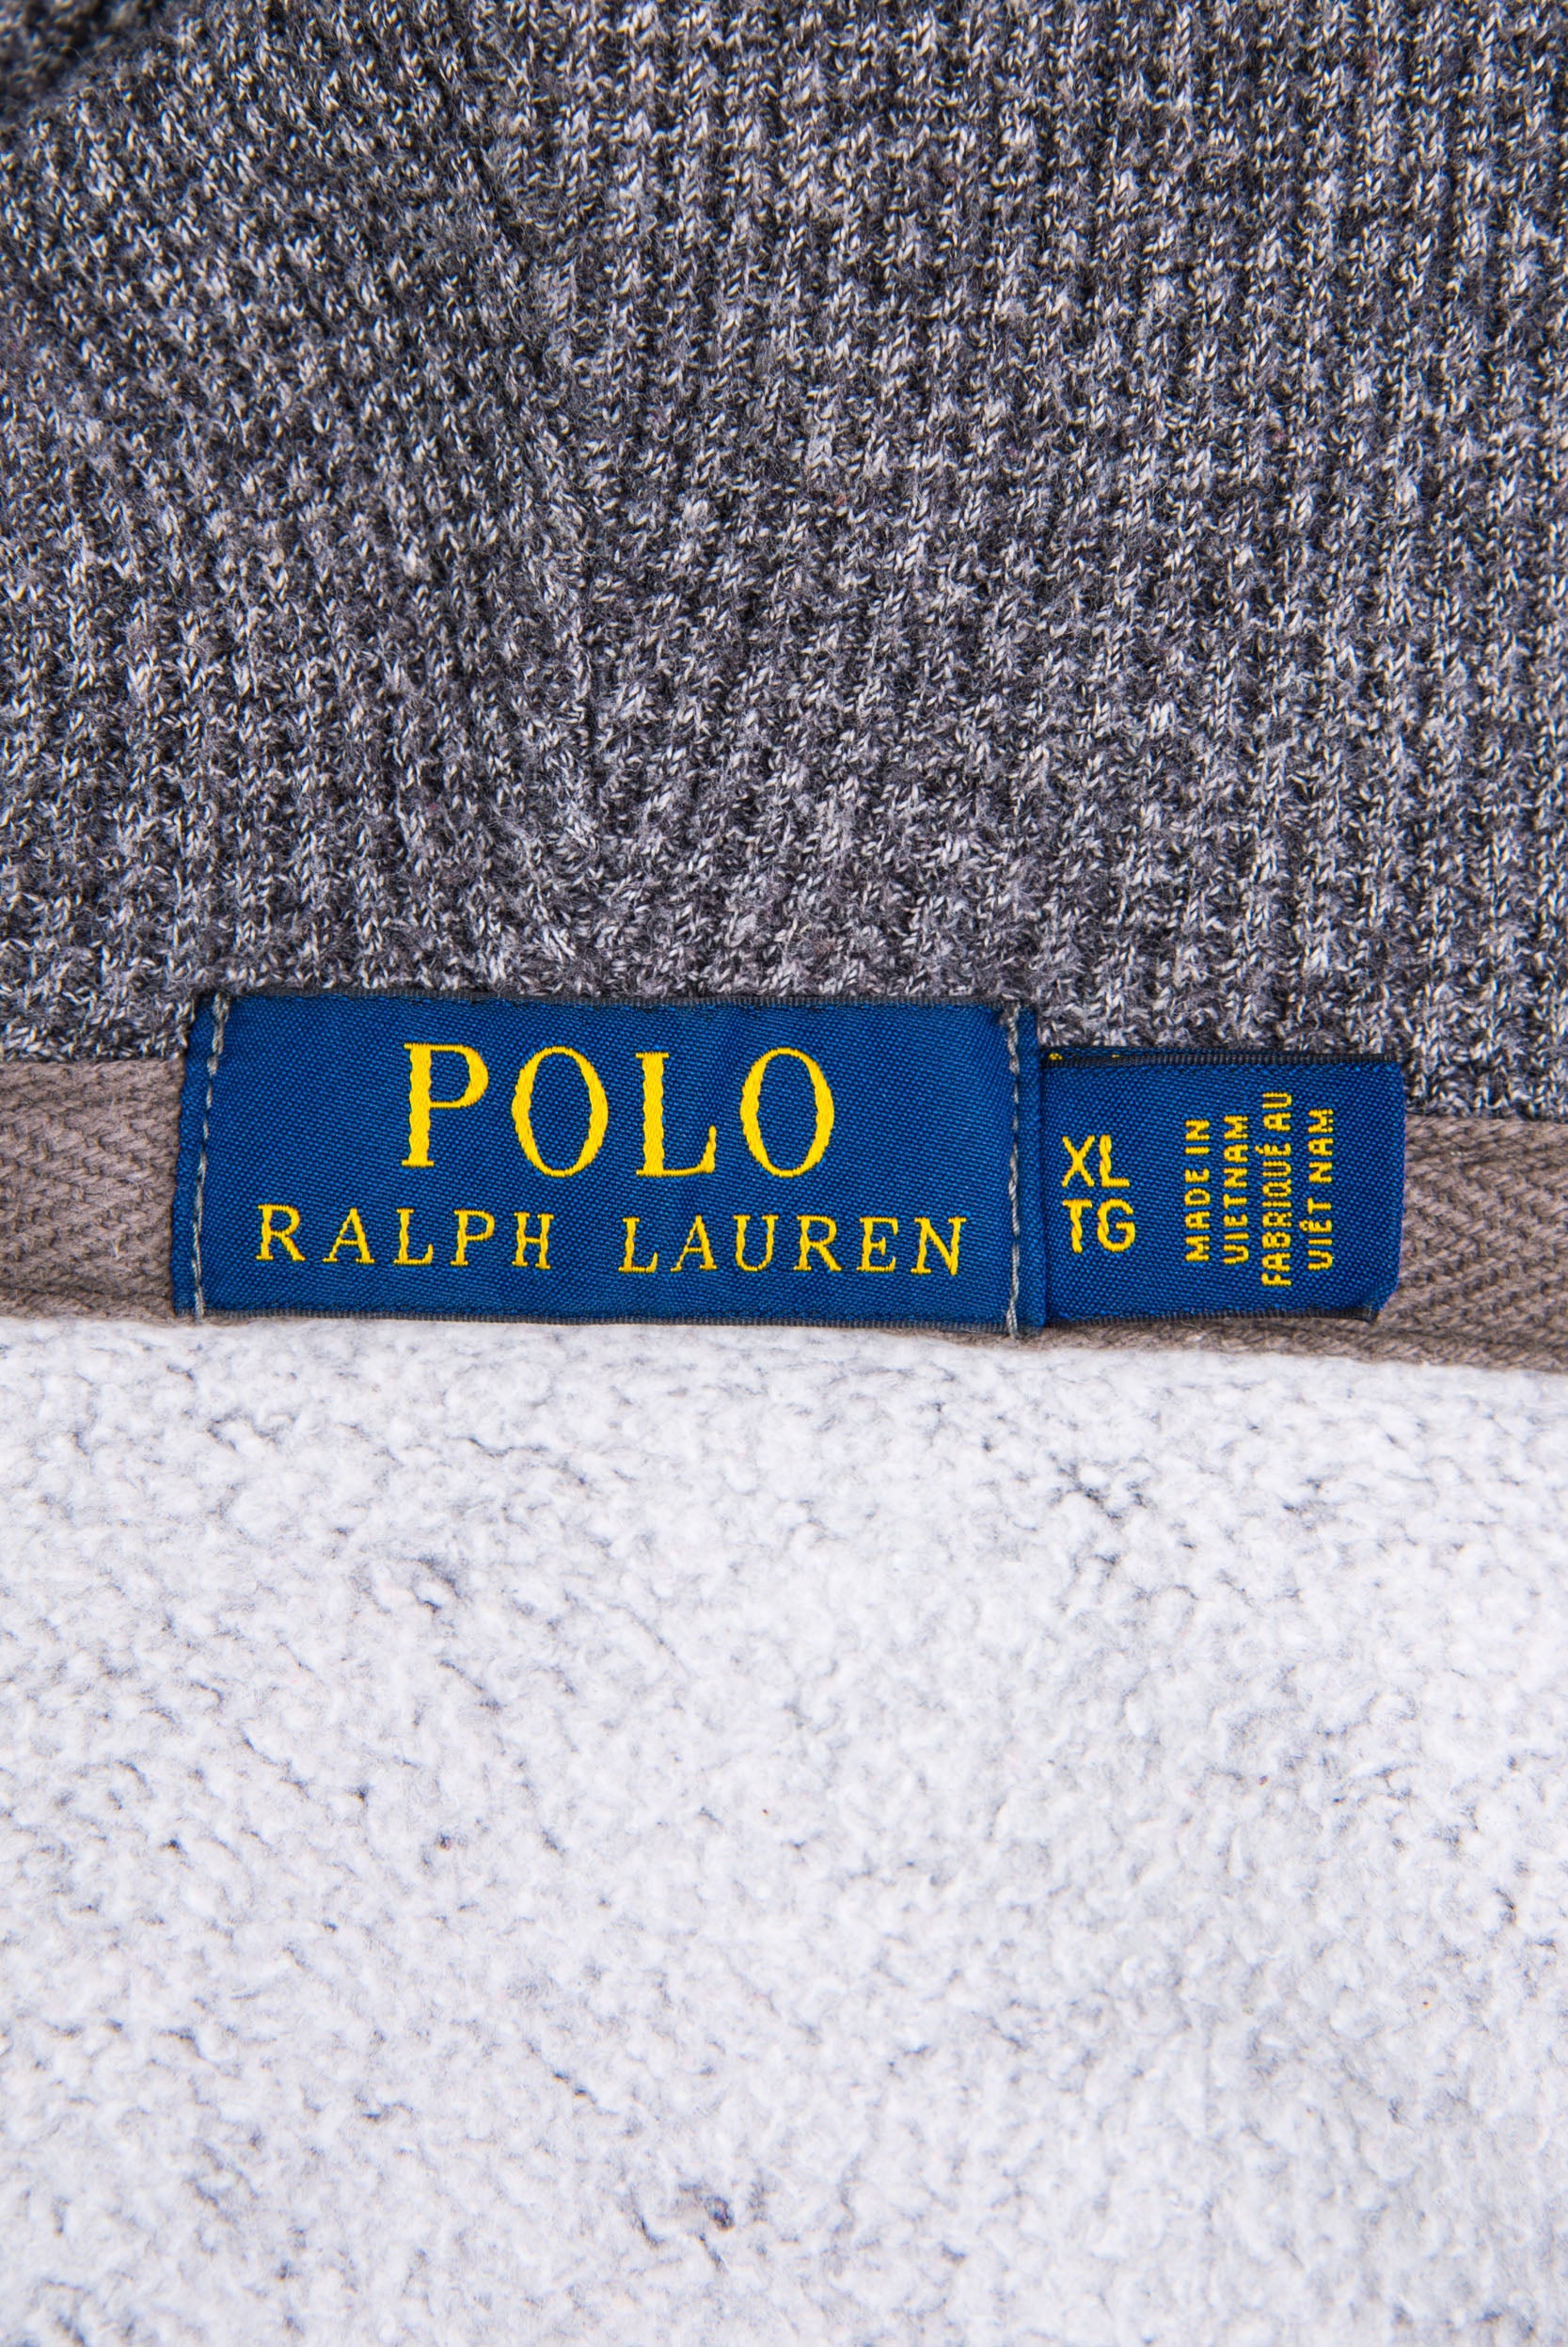 POLO
RALPH LAUREN
XL
TG
MADE IN
VIETNAM
FABRIQUÉ AU
VIÊT NAM